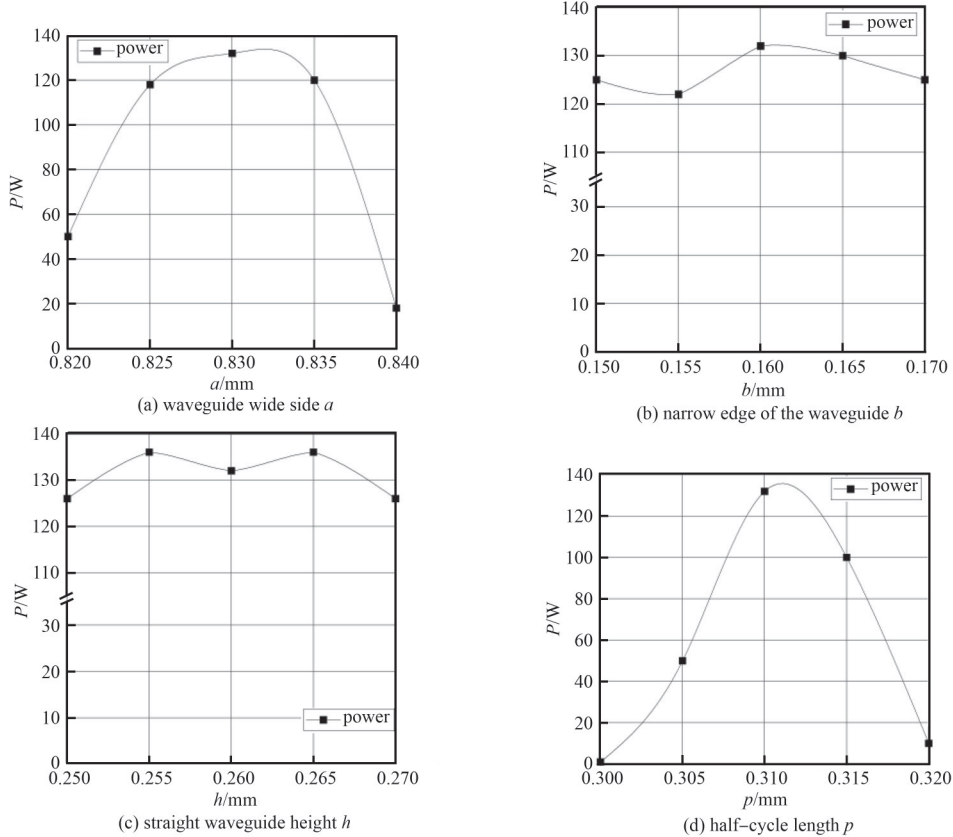 140
power
120
100
80
60
40
20
0
P/W
0.820 0.825 0.830 0.835 0.840
a/mm
(a) waveguide wide side a
140
power
130
120
110
30
20
10
0
P/W
0.150 0.155 0.160 0.165 0.170
b/mm
(b) narrow edge of the waveguide b
140
130
120
110
30
20
10
0
P/W
power
0.250 0.255 0.260 0.265 0.270
h/mm
(c) straight waveguide height h
140
power
120
100
80
60
40
20
0
P/W
0.300 0.305 0.310 0.315 0.320
p/mm
(d) half−cycle length p